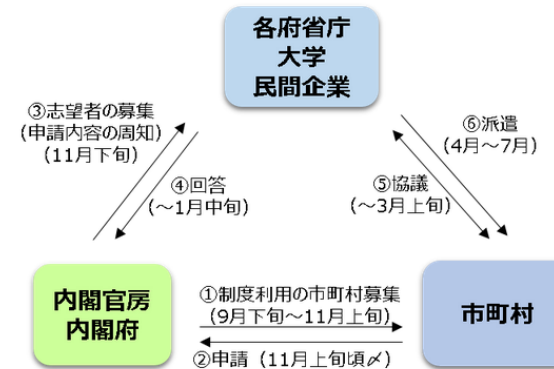 各府省庁
大学
民間企業
③志望者の募集
(申請内容の周知)
(11月下旬)
④回答
(～1月中旬)
⑥派遣
(4月～7月)
⑤協議
(～3月上旬)
内閣官房
内閣府
①制度利用の市町村募集
(9月下旬～11月上旬)
②申請（11月上旬頃〆）
市町村